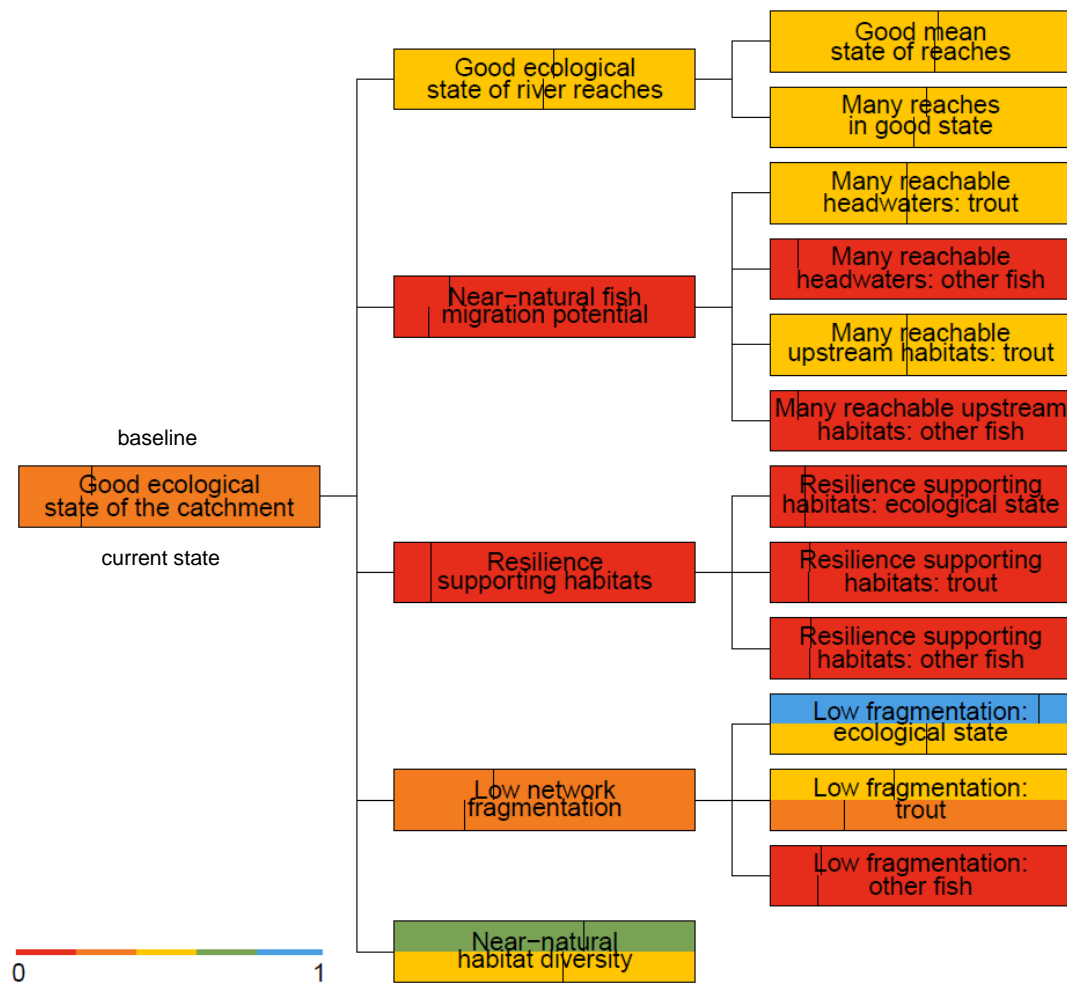 Good mean
state of reaches
Good ecological
state of river reaches
Many reaches
in good state
Many reachable
headwaters: trout
Many reachable
headwaters: other fish
Near−natural fish
migration potential
Many reachable
upstream habitats: trout
Many reachable upstream
habitats: other fish
baseline
Good ecological
state of the catchment
current state
Resilience supporting
habitats: ecological state
Resilience
supporting habitats
Resilience supporting
habitats: trout
Resilience supporting
habitats: other fish
Low fragmentation:
ecological state
Low network
fragmentation
Low fragmentation:
trout
Low fragmentation:
other fish
Near−natural
habitat diversity
0 1